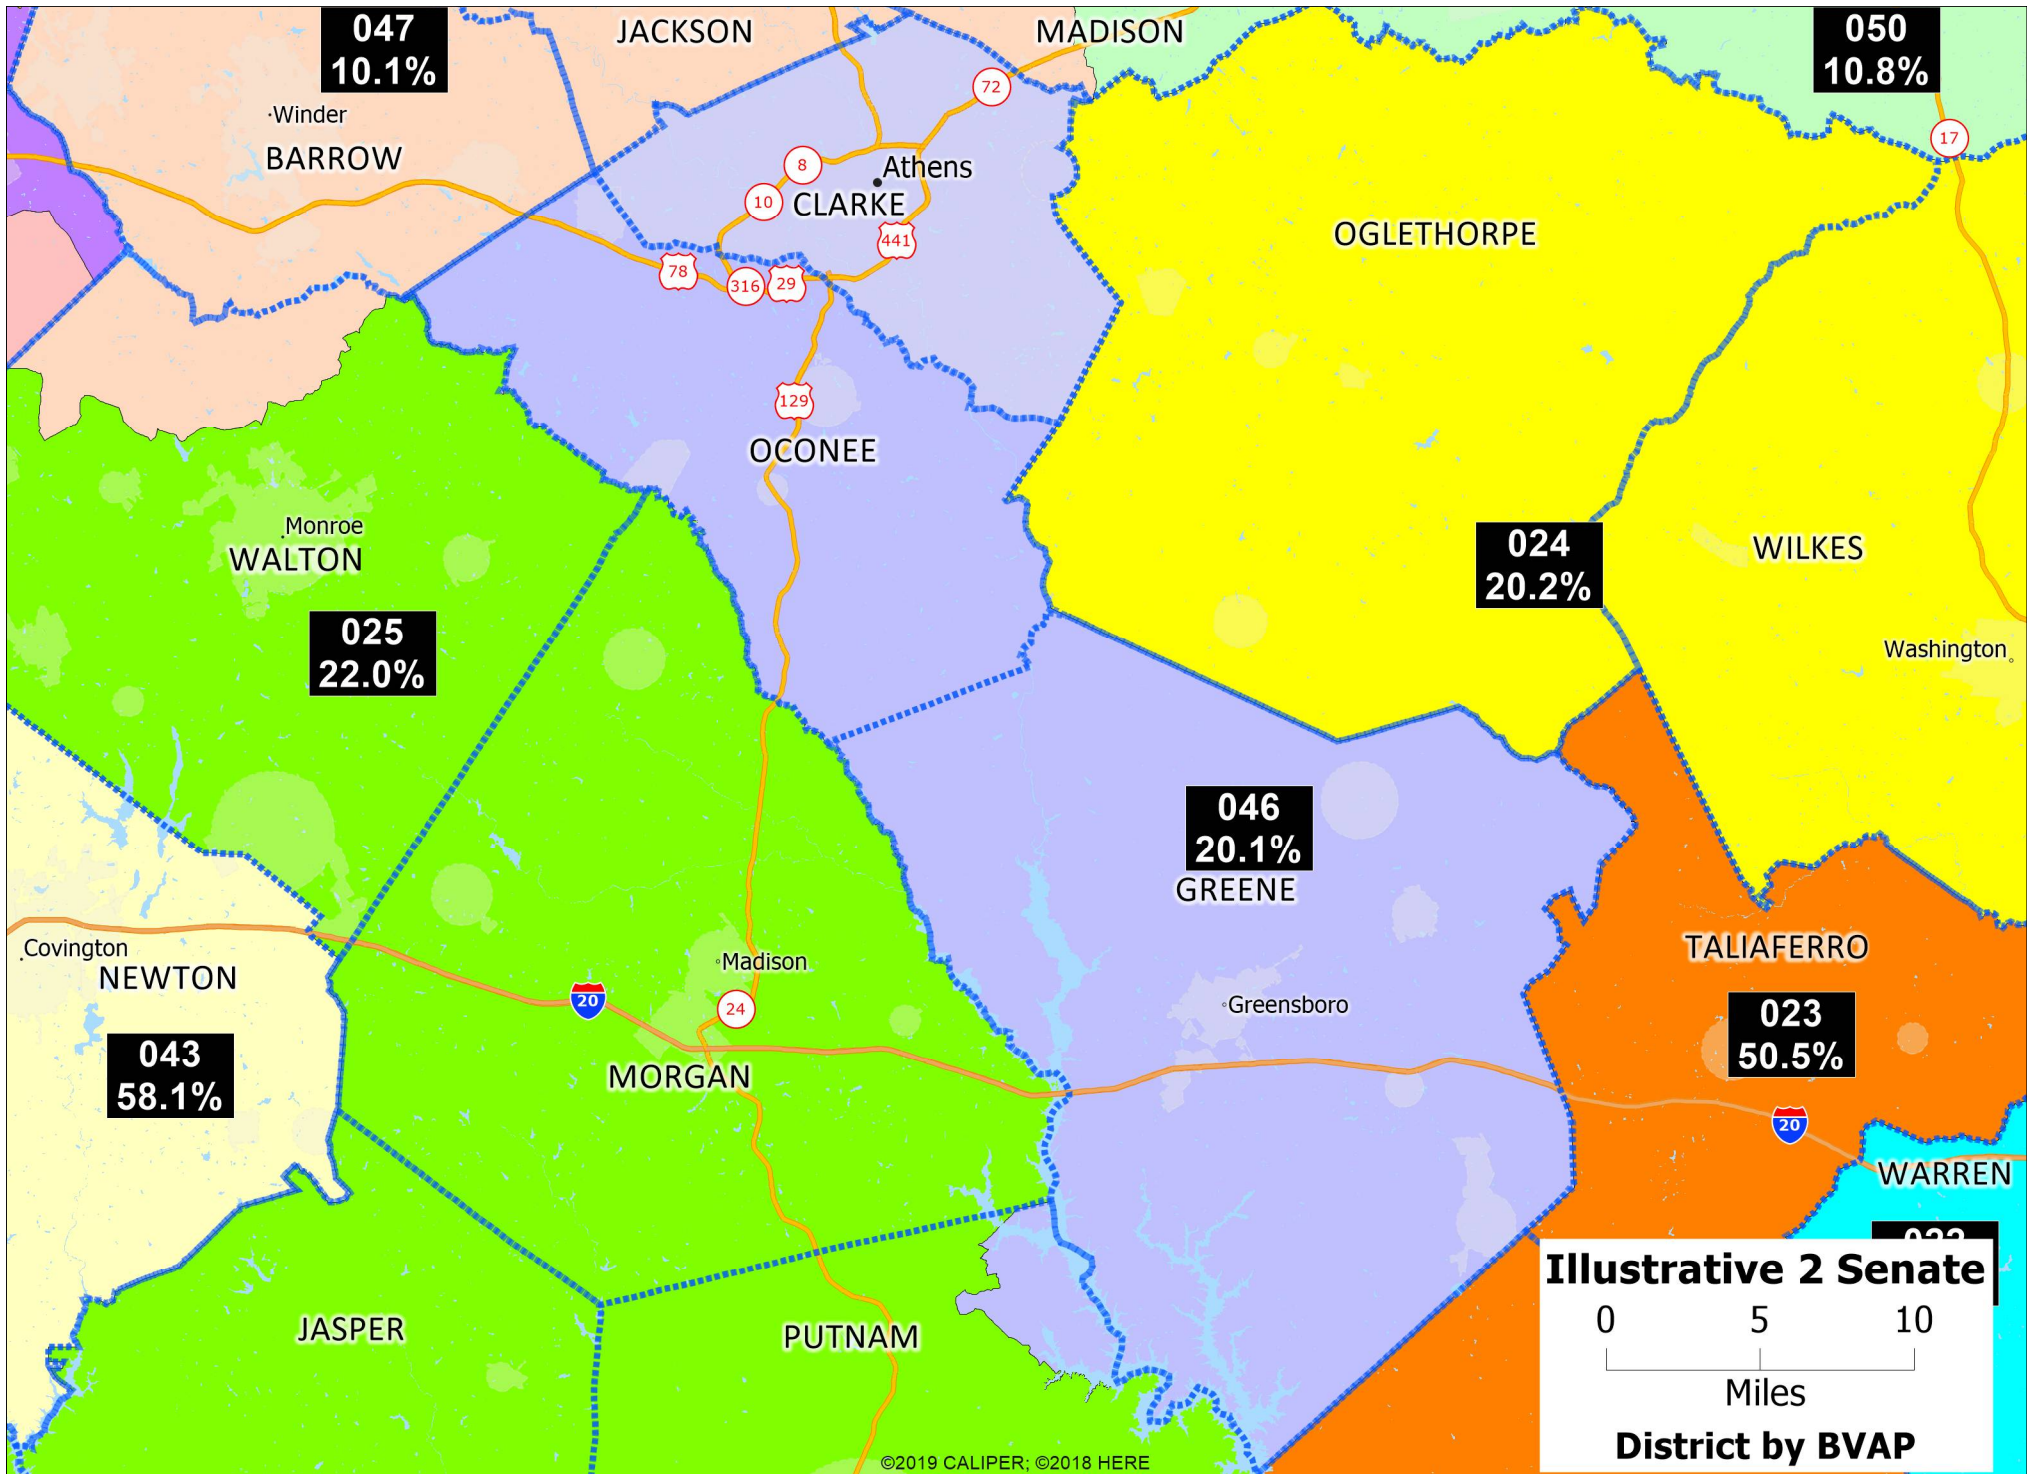 047
10.1%
JACKSON
MADISON
050
10.8%
72
Winder
17
BARROW
8
Athens
10
CLARKE
441
OGLETHORPE
78
316
29
129
OCONEE
Monroe
WALTON
024
20.2%
WILKES
025
22.0%
Washington
046
20.1%
GREENE
Covington
NEWTON
Madison
TALIAFERRO
20
24
Greensboro
023
50.5%
043
58.1%
MORGAN
20
WARREN
Illustrative 2 Senate
0 5 10
Miles
JASPER
PUTNAM
District by BVAP
©2019 CALIPER; ©2018 HERE